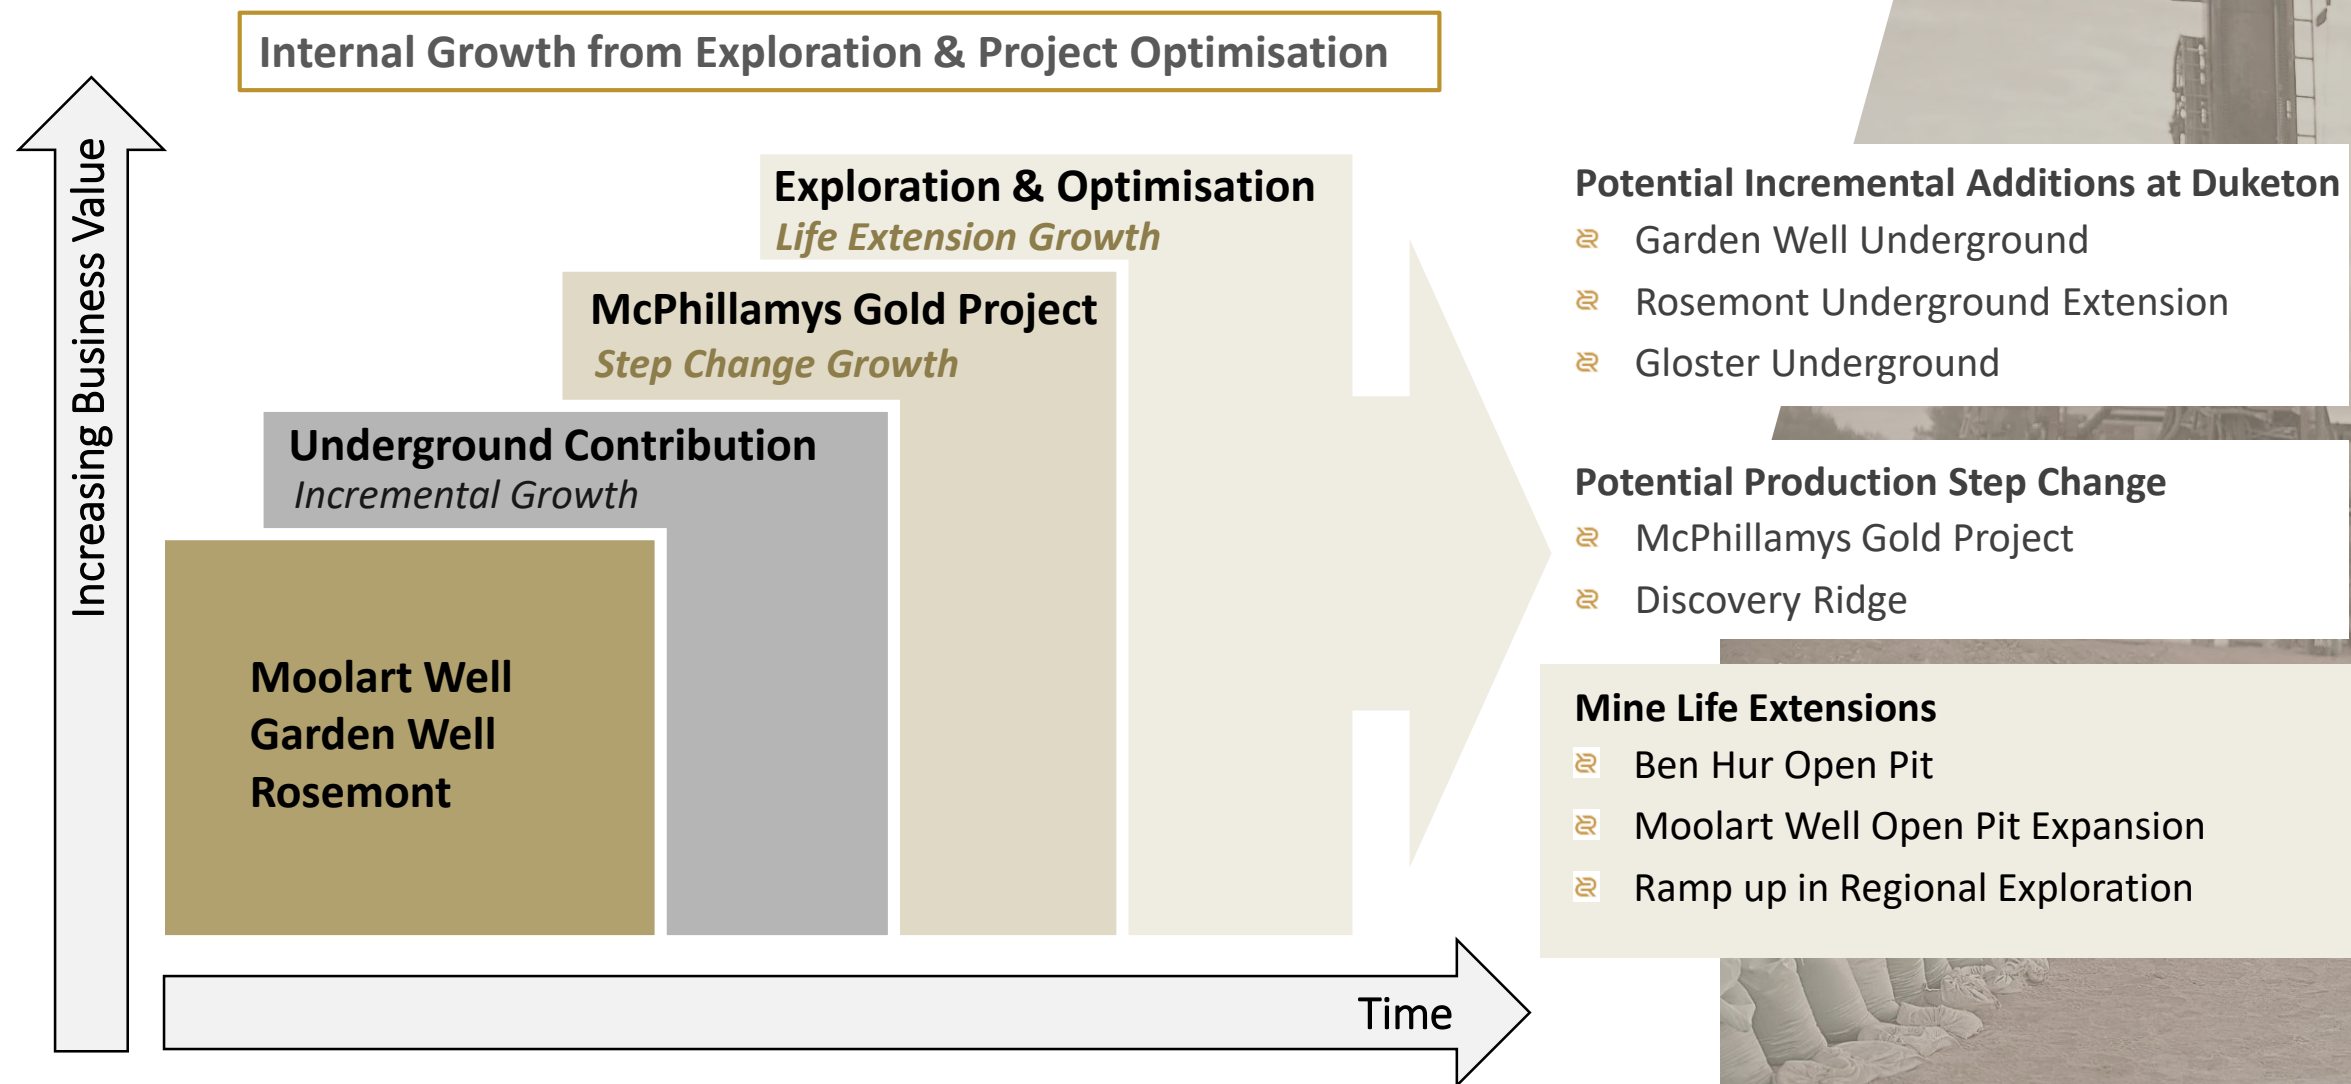 Internal Growth from Exploration & Project Optimisation
Increasing Business Value
Exploration & Optimisation
Life Extension Growth
McPhillamys Gold Project
Step Change Growth
Underground Contribution
Incremental Growth
Moolart Well
Garden Well
Rosemont
Time
Potential Incremental Additions at Duketon
Garden Well Underground
Rosemont Underground Extension
Gloster Underground
Potential Production Step Change
McPhillamys Gold Project
Discovery Ridge
Mine Life Extensions
Ben Hur Open Pit
Moolart Well Open Pit Expansion
Ramp up in Regional Exploration